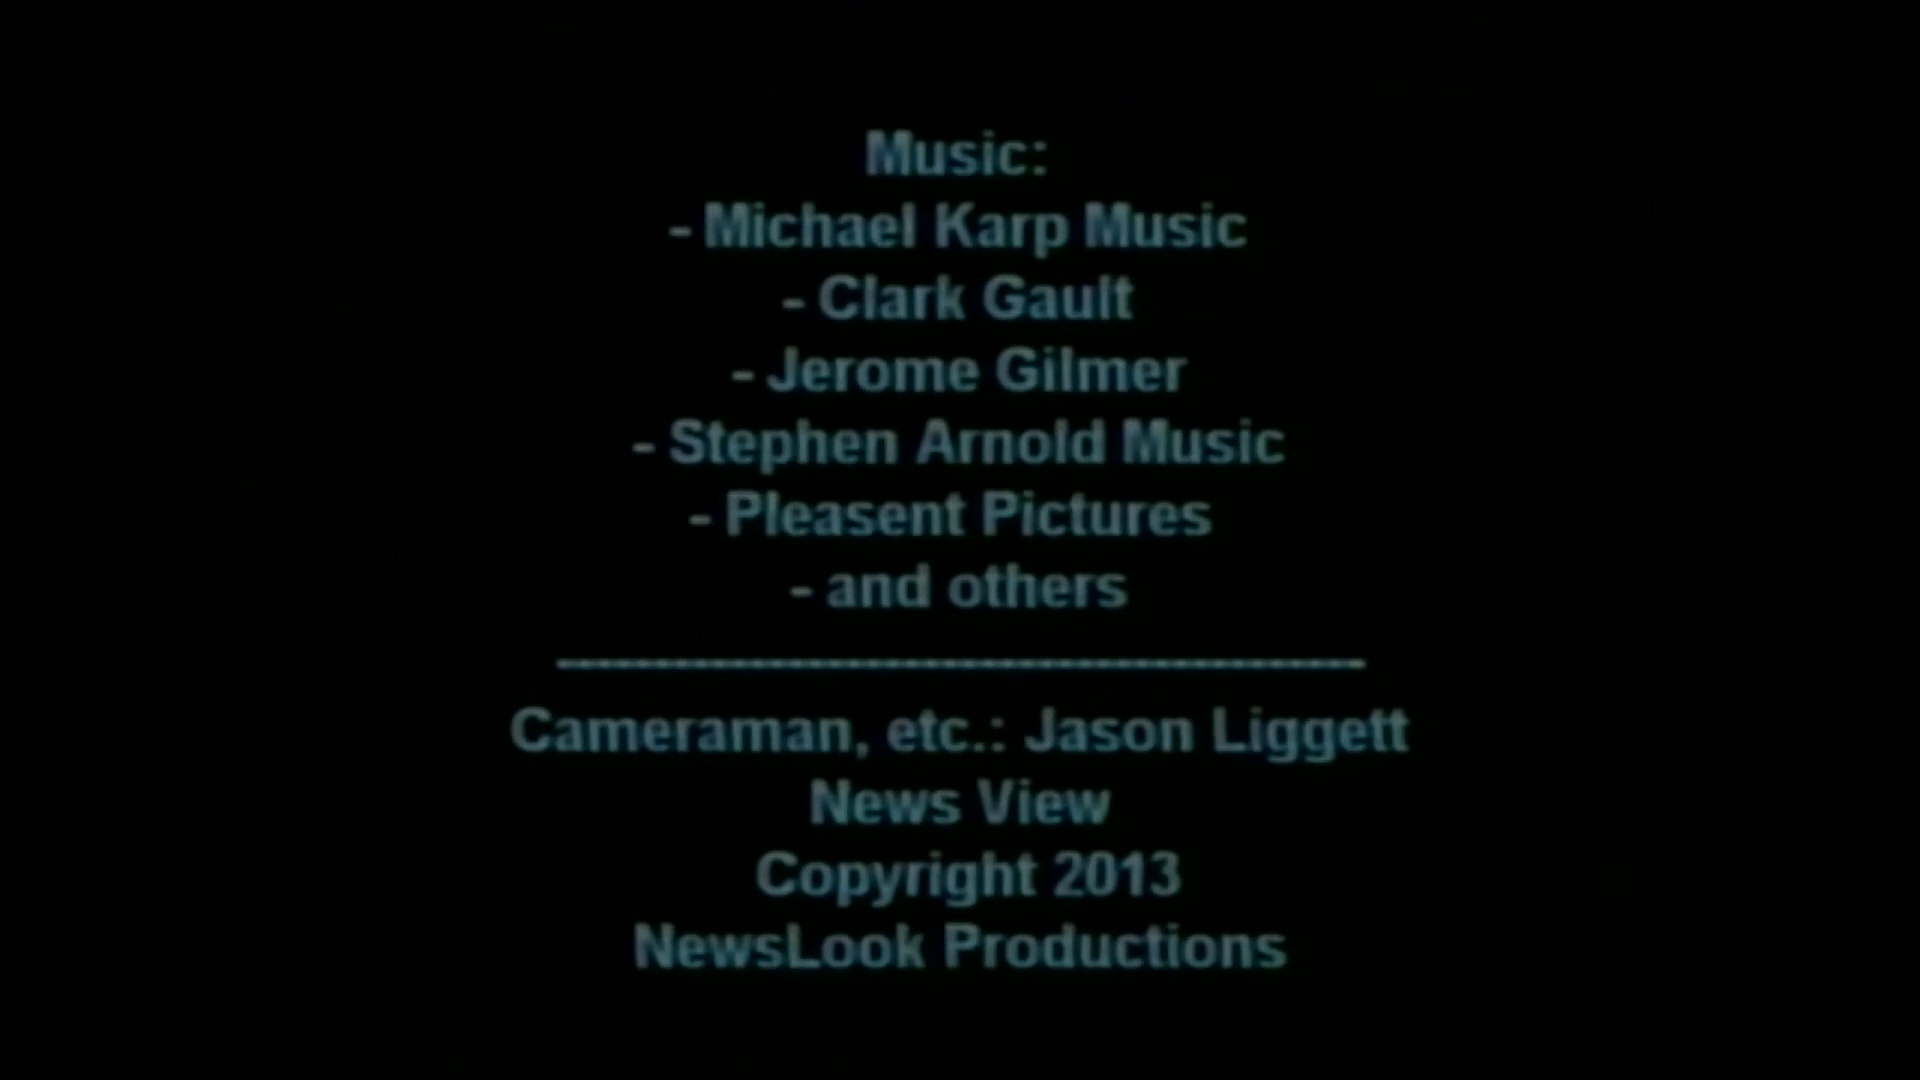 Music:
- Michael Karp Music
- Clark Gault
- Jerome Gilmer
- Stephen Arnold Music
- Pleasent Pictures
- and others
------------------------------------------
Cameraman, etc.: Jason Liggett
News View
Copyright 2013
NewsLook Productions